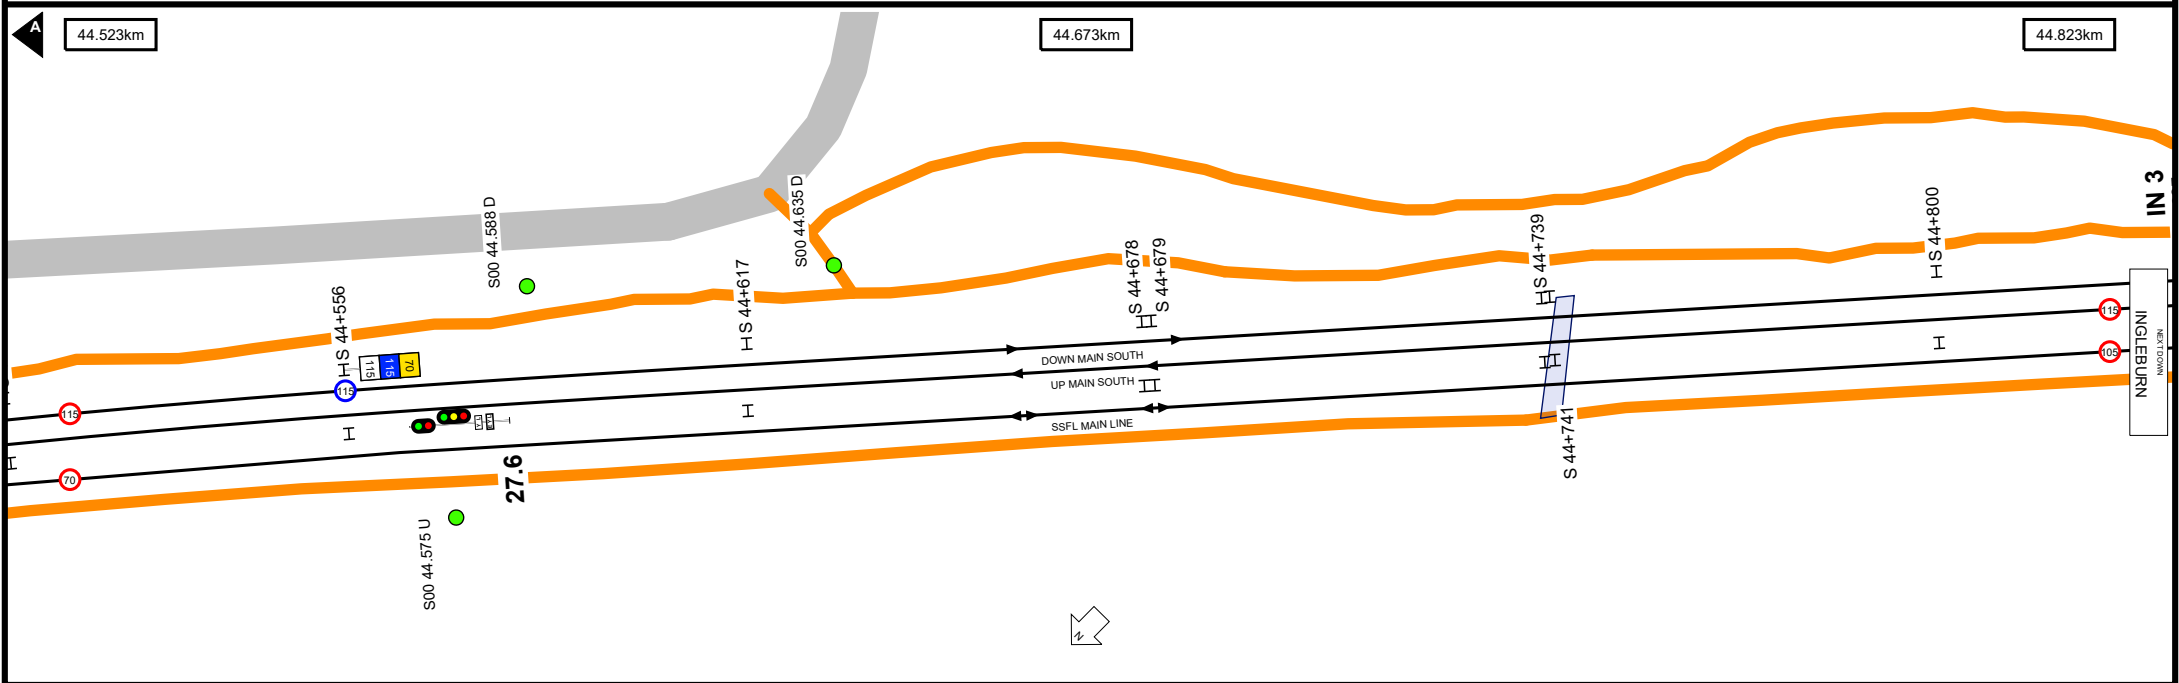 A
44.523km
44.673km
44.823km
S00 44.588 D
S00 44.635 D
S 44+556
S 44+617
S 44+678
S 44+679
S 44+739
S 44+800
IN 3
115
115
70
115
115
70
DOWN MAIN SOUTH
UP MAIN SOUTH
SSFL MAIN LINE
115
105
INGLEBURN
NEXT DOWN
27.6
S 44+741
S00 44.575 U
N